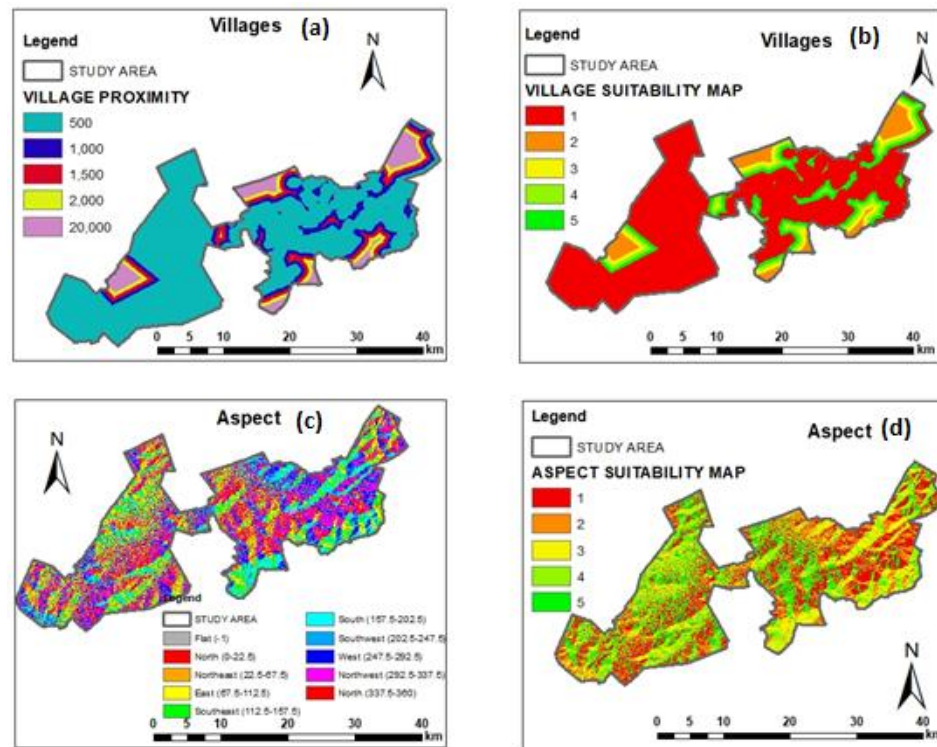 Villages (a)
Legend
N
STUDY AREA
VILLAGE PROXIMITY
500
1,000
1,500
2,000
20,000
0 5 10 20 30 40
km
Villages (b)
Legend
N
STUDY AREA
VILLAGE SUITABILITY MAP
1
2
3
4
5
0 5 10 20 30 40
km
Aspect (c)
N
Legend
STUDY AREA
Flat (-1)
North (0-22.5)
Northeast (22.5-67.5)
East (67.5-112.5)
Southeast (112.5-157.5)
South (157.5-202.5)
Southwest (202.5-247.5)
West (247.5-292.5)
Northwest (292.5-337.5)
North (337.5-360)
0 5 10 20 30 40
km
Legend
Aspect (d)
STUDY AREA
ASPECT SUITABILITY MAP
1
2
3
4
5
N
0 5 10 20 30 40
km